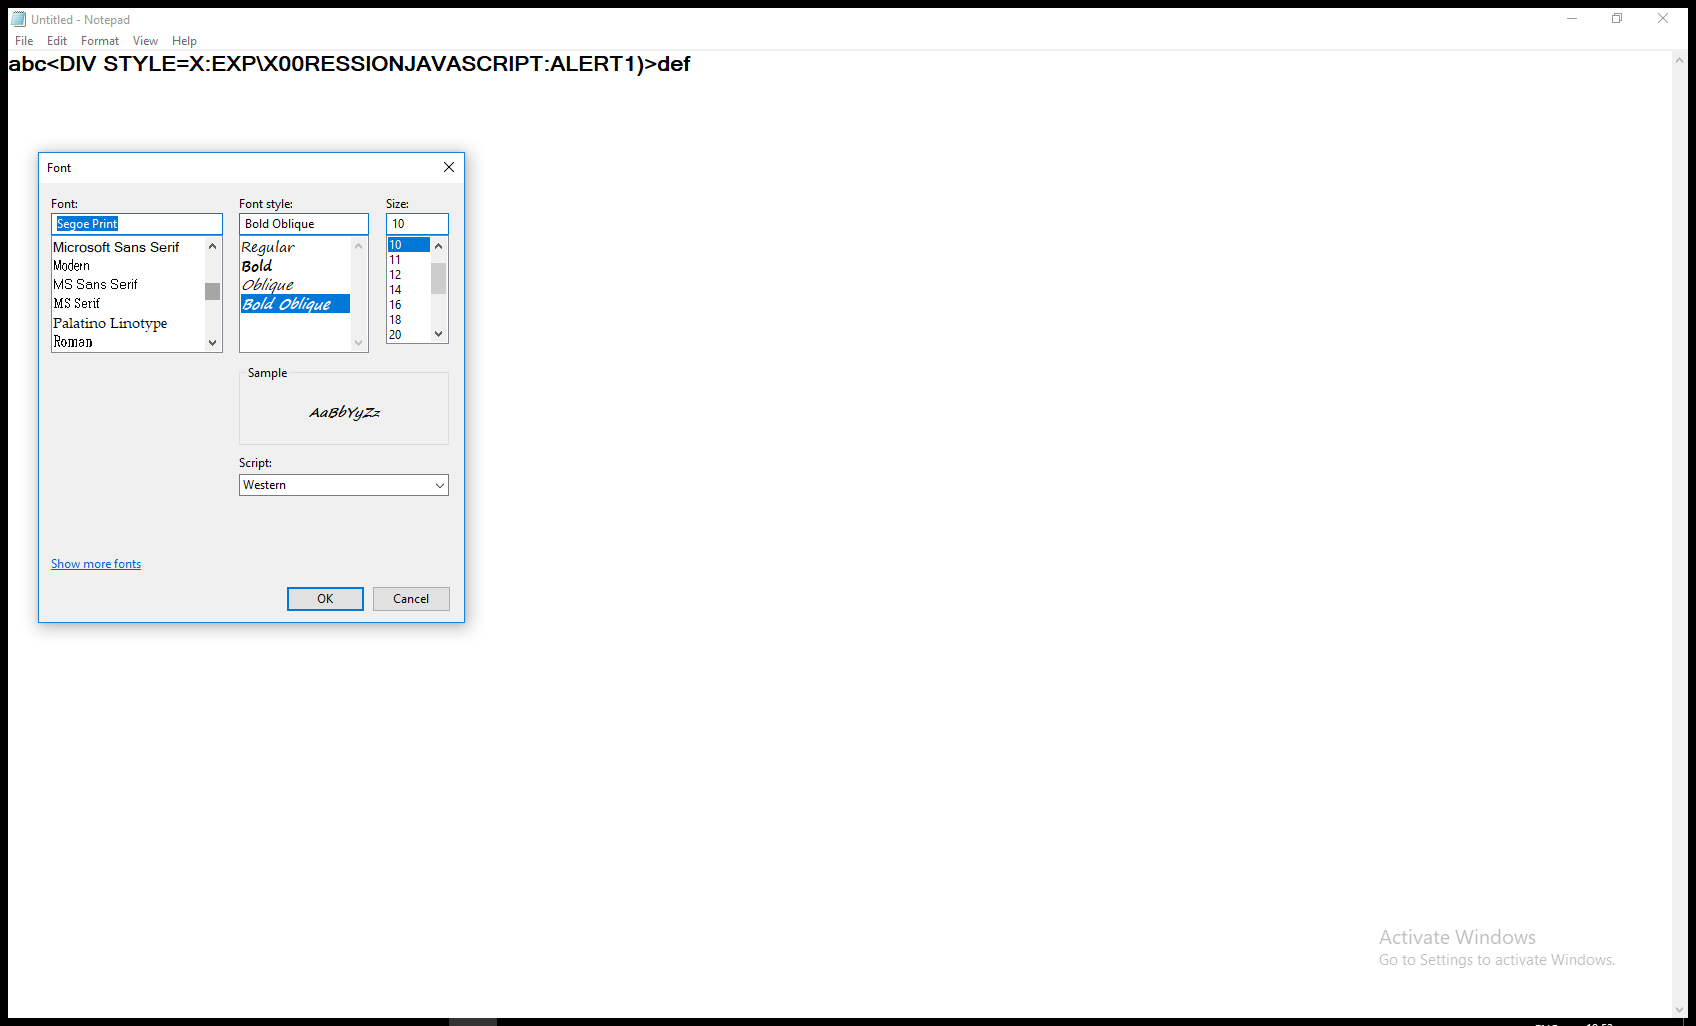 Untitled - Notepad
File Edit Format View Help
abc<DIV STYLE=X:EXP\X00RESSIONJAVASCRIPT:ALERT1)>def
Font
Font: Font style: Size:
Segoe Print Bold Oblique 10
Microsoft Sans Serif
Modern
MS Sans Serif
MS Serif
Palatino Linotype
Roman
Regular
Bold
Oblique
Bold Oblique
10
11
12
14
16
18
20
Sample
AaBbYyZz
Script:
Western
Show more fonts
OK Cancel
Activate Windows
Go to Settings to activate Windows.